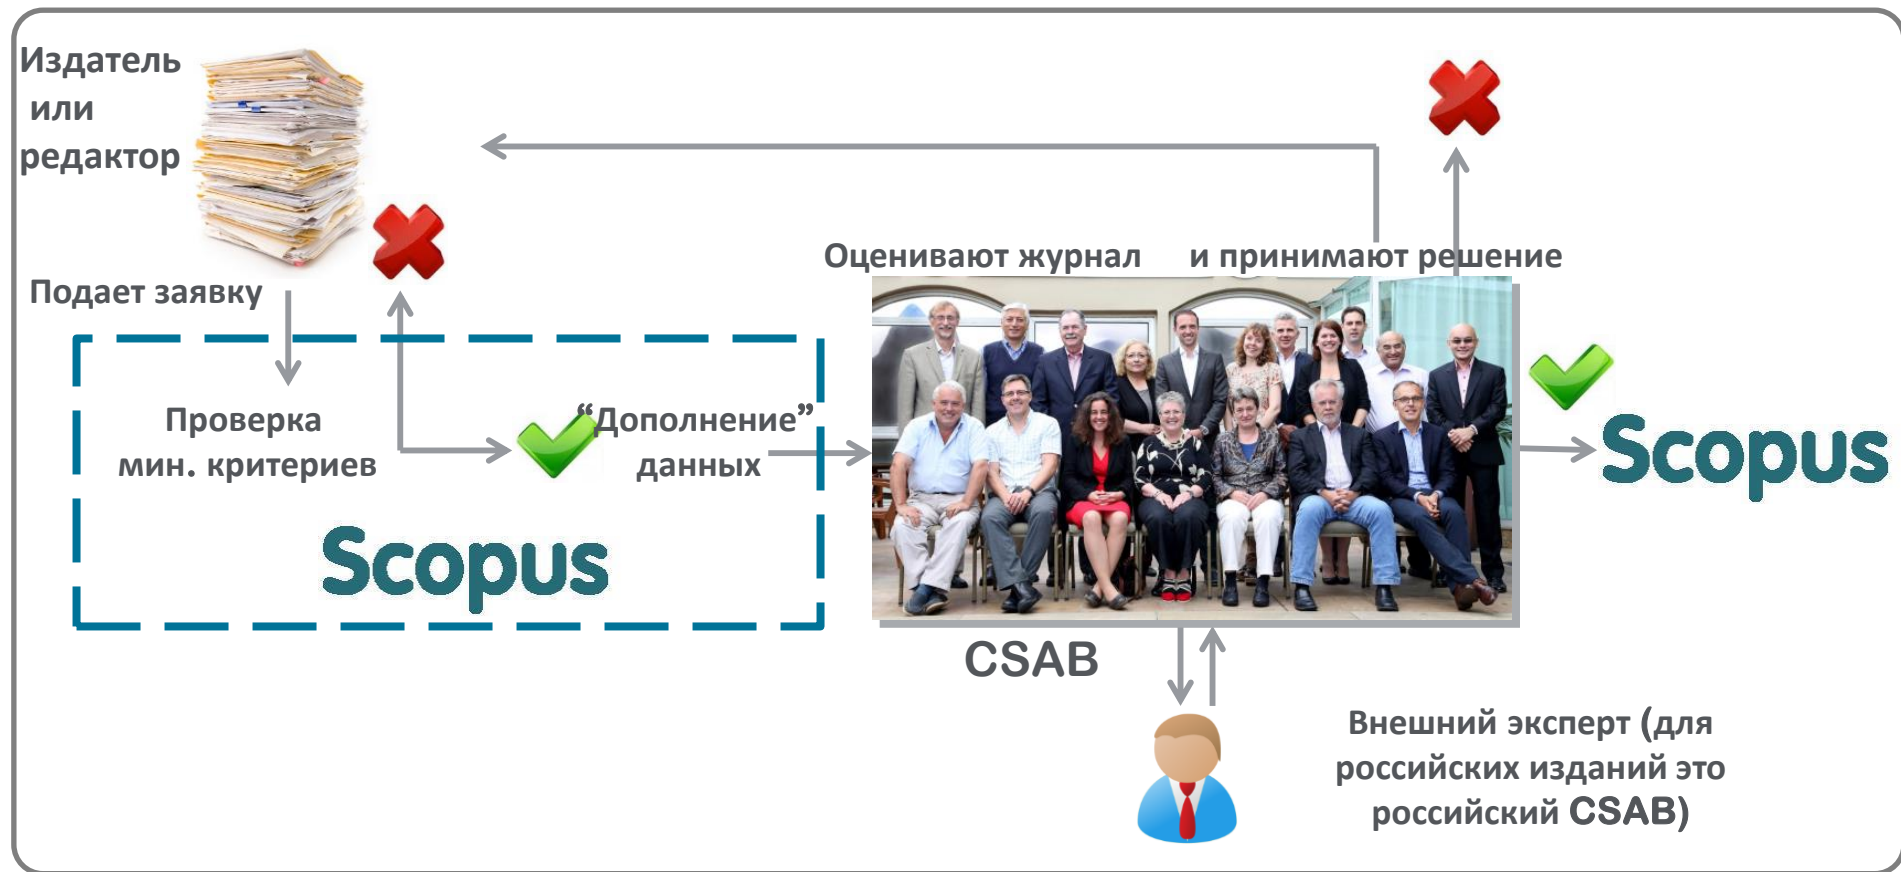 Издатель
или
редактор
Подает заявку
Проверка
мин. критериев
“Дополнение”
данных
Scopus
Оценивают журнал и принимают решение
CSAB
Scopus
Внешний эксперт (для
российских изданий это
российский CSAB)